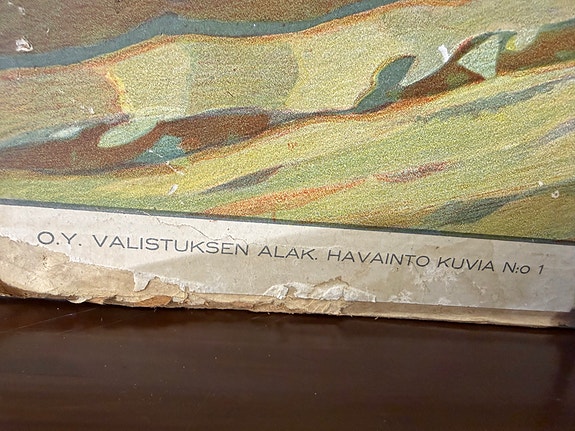 O.Y. VALISTUKSEN ALAK. HAVAINTO KUVIA N:o 1